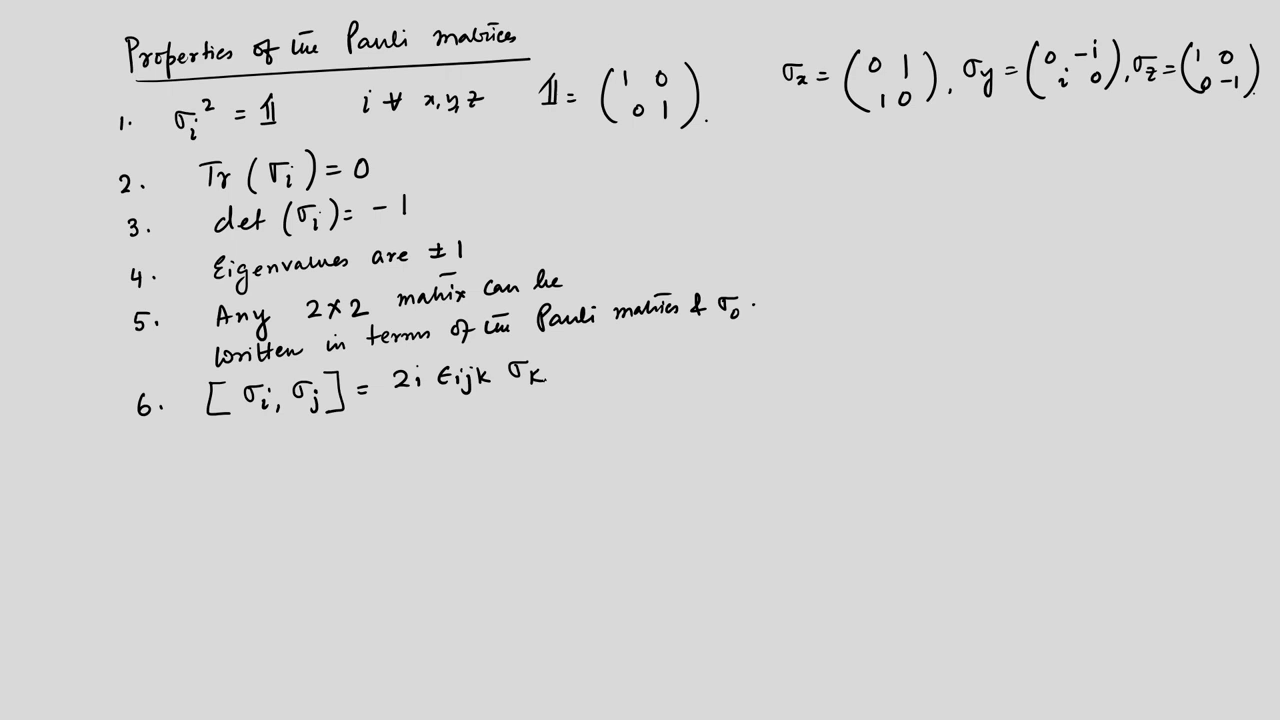 Properties of the Pauli matrices
1. σᵢ² = 𝟙 i ∀ x, y, z 𝟙 = (1 0 0 1).
σx = (0 1 1 0), σy = (0 -i i 0), σz = (1 0 0 -1).
2. Tr (σᵢ) = 0
3. det (σᵢ) = -1
4. Eigenvalues are ±1
5. Any 2×2 matrix can be
written in terms of the Pauli matrices & σ₀.
6. [σᵢ, σⱼ] = 2i ϵijk σk